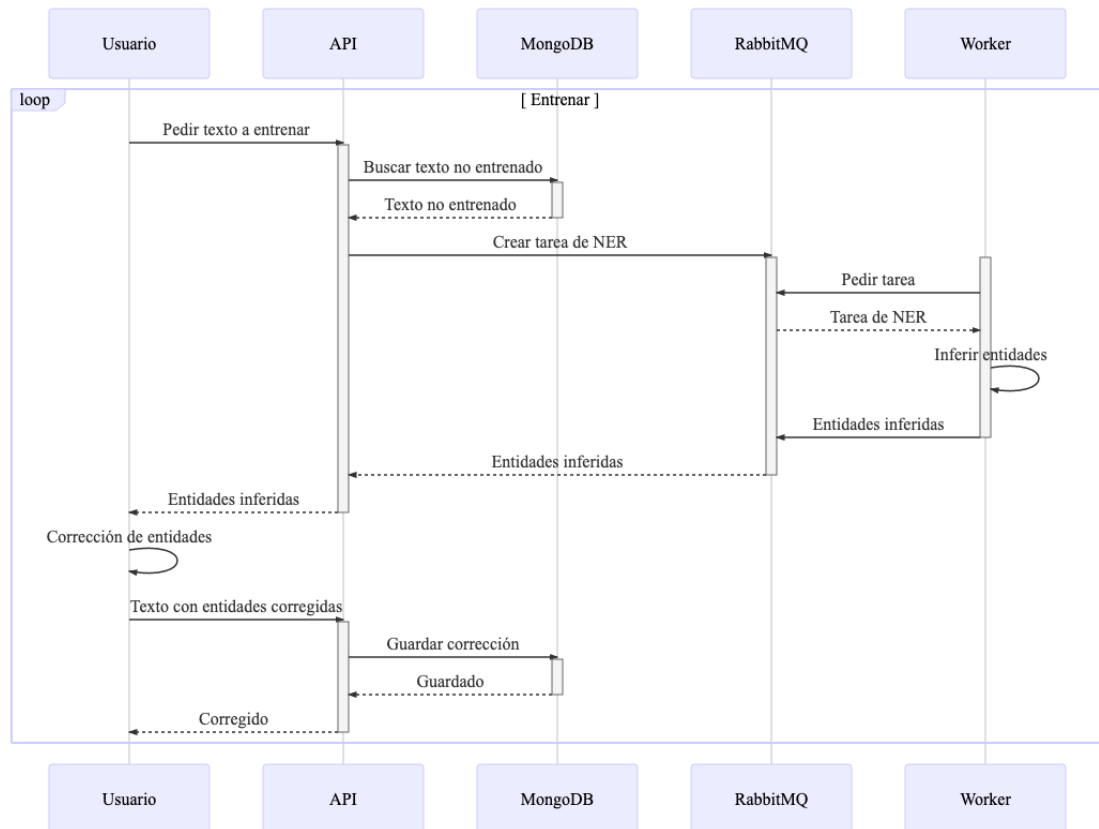 Usuario
API
MongoDB
RabbitMQ
Worker
loop
[ Entrenar ]
Pedir texto a entrenar
Buscar texto no entrenado
Texto no entrenado
Crear tarea de NER
Pedir tarea
Tarea de NER
Inferir entidades
Entidades inferidas
Entidades inferidas
Entidades inferidas
Corrección de entidades
Texto con entidades corregidas
Guardar corrección
Guardado
Corregido
Usuario
API
MongoDB
RabbitMQ
Worker